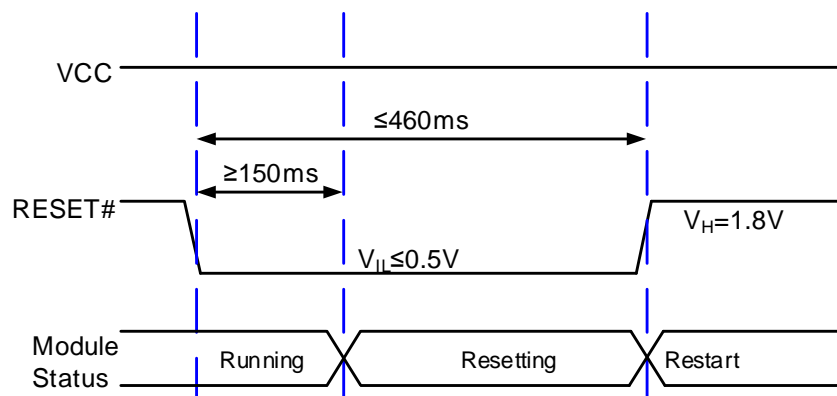 VCC
≤460ms
≥150ms
RESET#
VH=1.8V
VIL≤0.5V
Module
Status
Running
Resetting
Restart